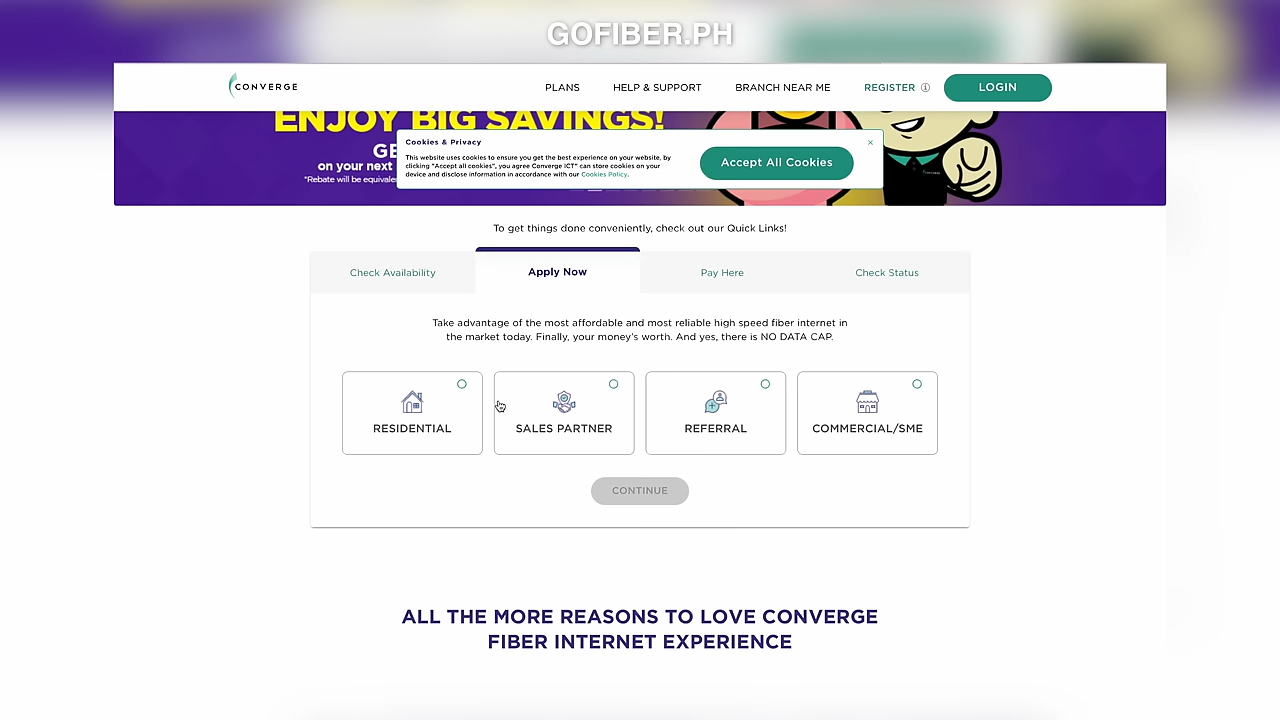 GOFIBER.PH
CONVERGE
PLANS
HELP & SUPPORT
BRANCH NEAR ME
REGISTER
LOGIN
ENJOY BIG SAVINGS!
GE
on your next
*Rebate will be equivale
Cookies & Privacy
This website uses cookies to ensure you get the best experience on your website, by
clicking "Accept all cookies", you agree Converge ICT" can store cookies on your
device and disclose information in accordance with our Cookies Policy.
Accept All Cookies
To get things done conveniently, check out our Quick Links!
Check Availability
Apply Now
Pay Here
Check Status
Take advantage of the most affordable and most reliable high speed fiber internet in
the market today. Finally, your money's worth. And yes, there is NO DATA CAP.
RESIDENTIAL
SALES PARTNER
REFERRAL
COMMERCIAL/SME
CONTINUE
ALL THE MORE REASONS TO LOVE CONVERGE
FIBER INTERNET EXPERIENCE